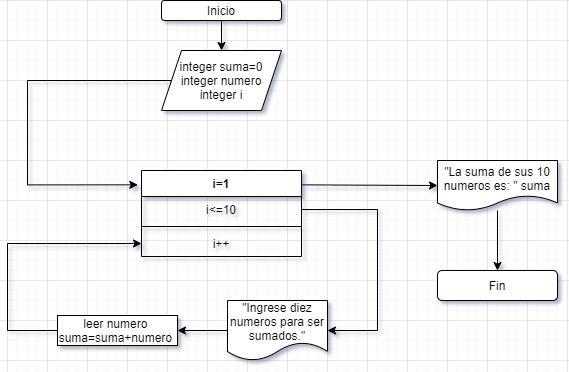 Inicio
integer suma=0
integer numero
integer i
i=1
i<=10
i++
"La suma de sus 10
numeros es: " suma
Fin
"Ingrese diez
numeros para ser
sumados."
leer numero
suma=suma+numero